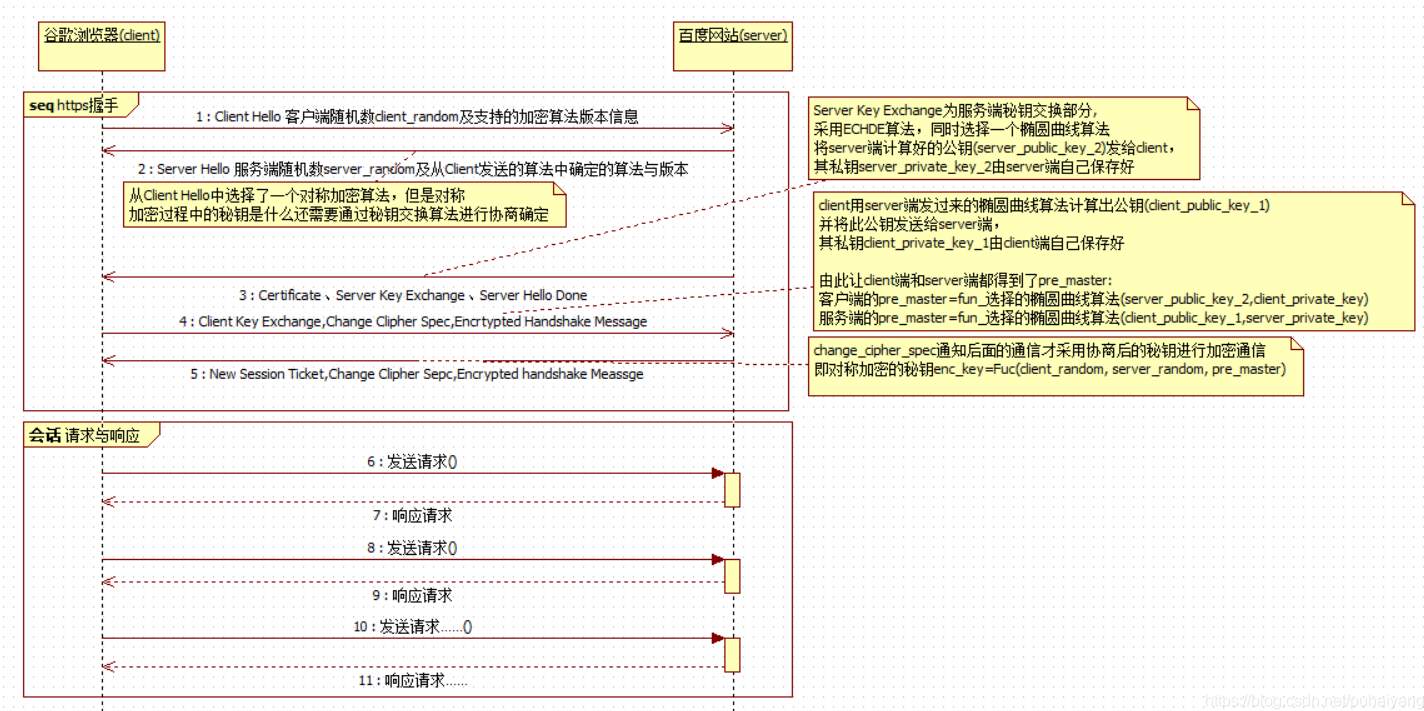 谷歌浏览器(client)
百度网站(server)
seq https握手
1 : Client Hello 客户端随机数client_random及支持的加密算法版本信息
2 : Server Hello 服务端随机数server_random及从Client发送的算法中确定的算法与版本
从Client Hello中选择了一个对称加密算法，但是对称
加密过程中的秘钥是什么还需要通过秘钥交换算法进行协商确定
3 : Certificate、Server Key Exchange、Server Hello Done
4 : Client Key Exchange,Change Clipher Spec,Encrtypted Handshake Message
5 : New Session Ticket,Change Clipher Sepc,Encrypted handshake Meassge
Server Key Exchange为服务端秘钥交换部分,
采用ECHDE算法，同时选择一个椭圆曲线算法
将server端计算好的公钥(server_public_key_2)发给client，
其私钥server_private_key_2由server端自己保存好
client用server端发过来的椭圆曲线算法计算出公钥(client_public_key_1)
并将此公钥发送给server端，
其私钥client_private_key_1由client端自己保存好
由此让client端和server端都得到了pre_master:
客户端的pre_master=fun_选择的椭圆曲线算法(server_public_key_2,client_private_key)
服务端的pre_master=fun_选择的椭圆曲线算法(client_public_key_1,server_private_key)
change_cipher_spec通知后面的通信才采用协商后的秘钥进行加密通信
即对称加密的秘钥enc_key=Fuc(client_random, server_random, pre_master)
会话 请求与响应
6 : 发送请求()
7 : 响应请求
8 : 发送请求()
9 : 响应请求
10 : 发送请求......()
11 : 响应请求......
https://blog.csdn.net/puhaiyang